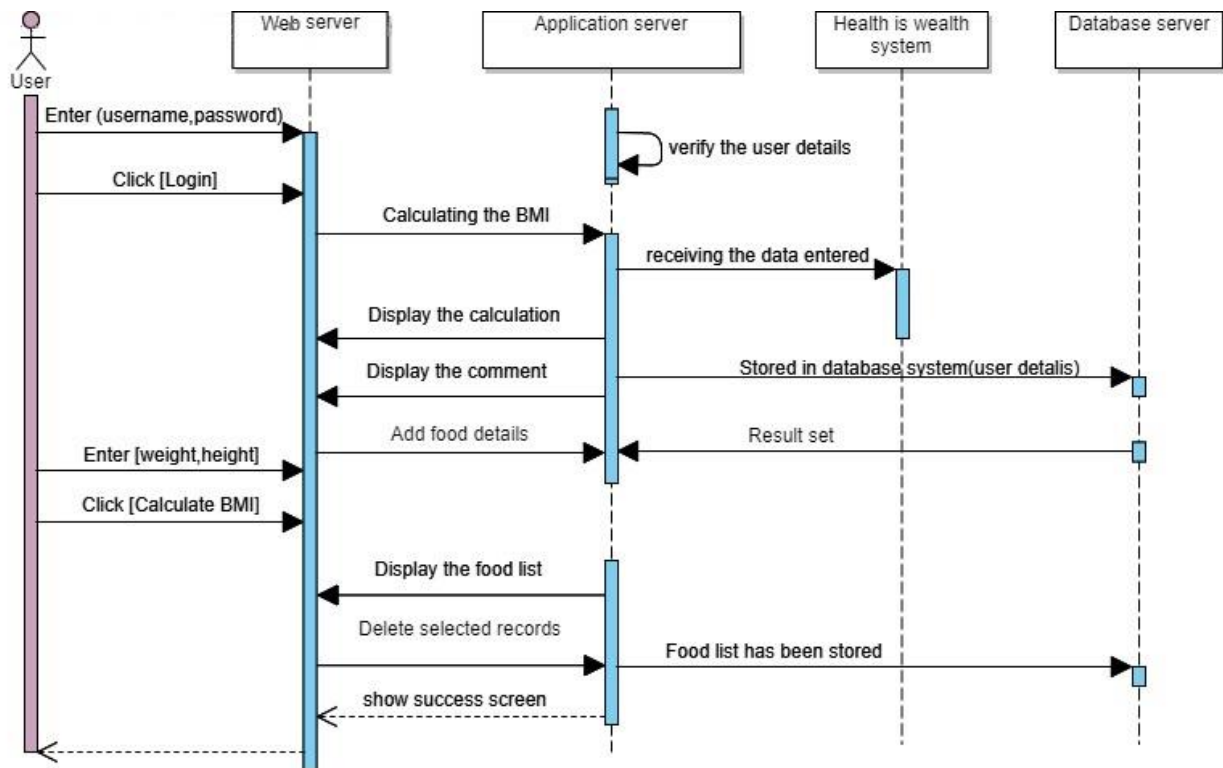 Web server
Application server
Health is wealth
system
Database server
User
Enter (username,password)
verify the user details
Click [Login]
Calculating the BMI
receiving the data entered
Display the calculation
Stored in database system(user detalis)
Display the comment
Add food details
Result set
Enter [weight,height]
Click [Calculate BMI]
Display the food list
Delete selected records
Food list has been stored
show success screen